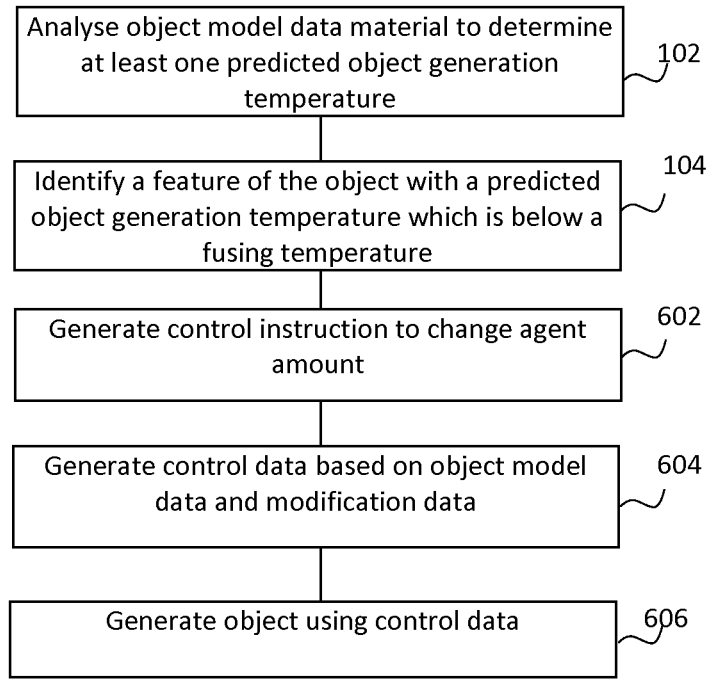 Analyse object model data material to determine
at least one predicted object generation
temperature
102
Identify a feature of the object with a predicted
object generation temperature which is below a
fusing temperature
104
Generate control instruction to change agent
amount
602
Generate control data based on object model
data and modification data
604
Generate object using control data
606